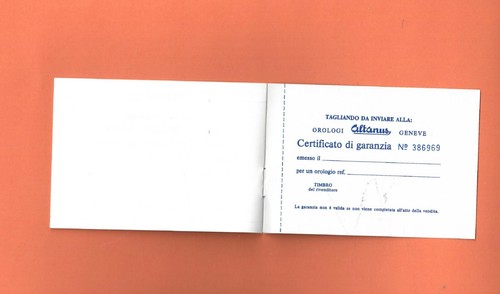 TAGLIANDO DA INVIARE ALLA:
OROLOGI Altanus GENEVE
Certificato di garanzia Nº 386969
emesso il
per un orologio ref.
TIMBRO
del rivenditore
La garanzia non è valida se non viene completata all'atto della vendita.